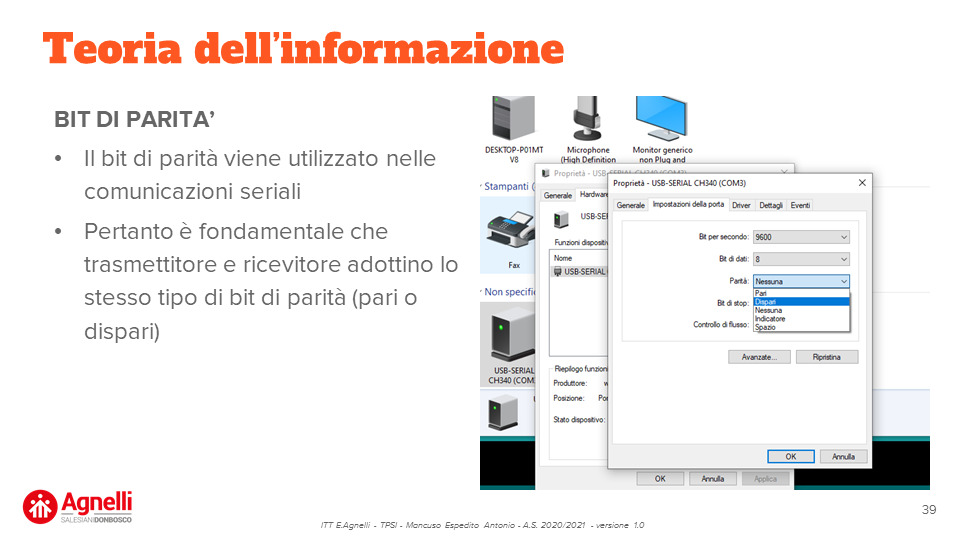 Teoria dell'informazione
BIT DI PARITA'
• Il bit di parità viene utilizzato nelle
comunicazioni seriali
• Pertanto è fondamentale che
trasmettitore e ricevitore adottino lo
stesso tipo di bit di parità (pari o
dispari)
DESKTOP-P01MT
V8
Microphone
(High Definition
Monitor generico
non Plug and
Stampanti (
Fax
Non specific
USB-SERIAL
CH340 (COM
Proprietà - USB-SERIAL CH340 (COM3)
Generale
Hardware
USB-SE
Funzioni dispositiv
Nome
USB-SERIAL
Riepilogo funzion
Produttore:
w
Posizione:
Por
Stato dispositivo:
OK
Annulla
Applica
Proprietà - USB-SERIAL CH340 (COM3)
Generale
Impostazioni della porta
Driver
Dettagli
Eventi
Bit per secondo:
9600
Bit di dati:
8
Parità:
Nessuna
Pari
Dispari
Nessuna
Indicatore
Spazio
Bit di stop:
Controllo di flusso:
Avanzate...
Ripristina
OK
Annulla
Agnelli
SALESIANIDONBOSCO
ITT E.Agnelli - TPSI - Mancuso Espedito Antonio - A.S. 2020/2021 - versione 1.0
39